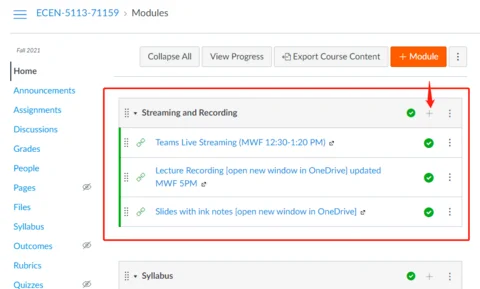 ECEN-5113-71159 > Modules
Fall 2021
Collapse All
View Progress
Export Course Content
+ Module
Home
Announcements
Assignments
Discussions
Grades
People
Pages
Files
Syllabus
Outcomes
Rubrics
Quizzes
Streaming and Recording
Teams Live Streaming (MWF 12:30-1:20 PM)
Lecture Recording [open new window in OneDrive] updated
MWF 5PM
Slides with ink notes [open new window in OneDrive]
Syllabus